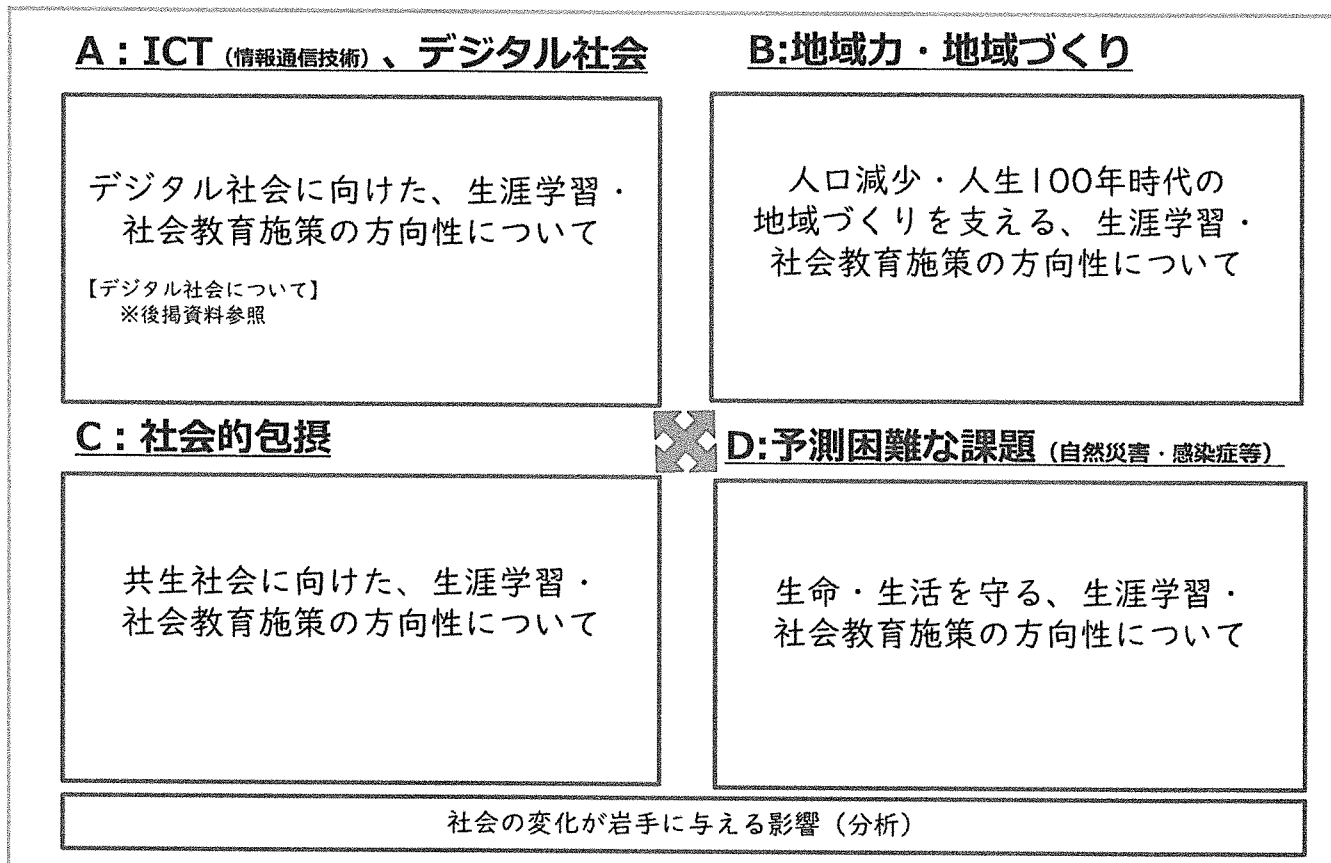 A：ICT（情報通信技術）、デジタル社会
デジタル社会に向けた、生涯学習・
社会教育施策の方向性について
【デジタル社会について】
※後掲資料参照
B:地域力・地域づくり
人口減少・人生100年時代の
地域づくりを支える、生涯学習・
社会教育施策の方向性について
C：社会的包摂
共生社会に向けた、生涯学習・
社会教育施策の方向性について
D:予測困難な課題（自然災害・感染症等）
生命・生活を守る、生涯学習・
社会教育施策の方向性について
社会の変化が岩手に与える影響（分析）